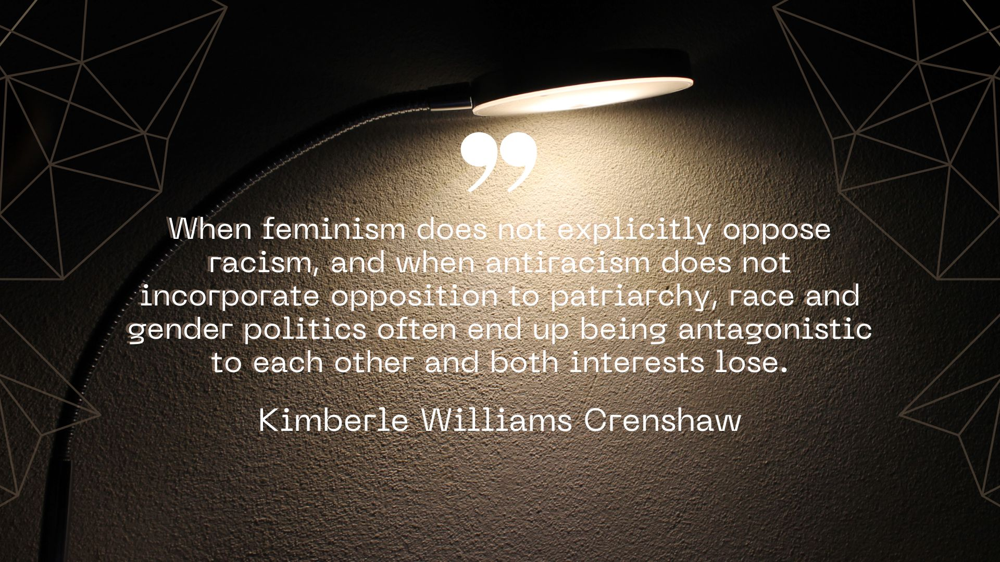 ”
When feminism does not explicitly oppose
racism, and when antiracism does not
incorporate opposition to patriarchy, race and
gender politics often end up being antagonistic
to each other and both interests lose.
Kimberle Williams Crenshaw